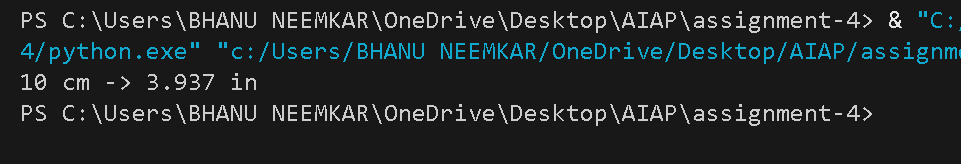 PS C:\Users\BHANU NEEMKAR\OneDrive\Desktop\AIAP\assignment-4> & "C:/
4/python.exe" "c:/Users/BHANU NEEMKAR/OneDrive/Desktop/AIAP/assignm
10 cm -> 3.937 in
PS C:\Users\BHANU NEEMKAR\OneDrive\Desktop\AIAP\assignment-4>